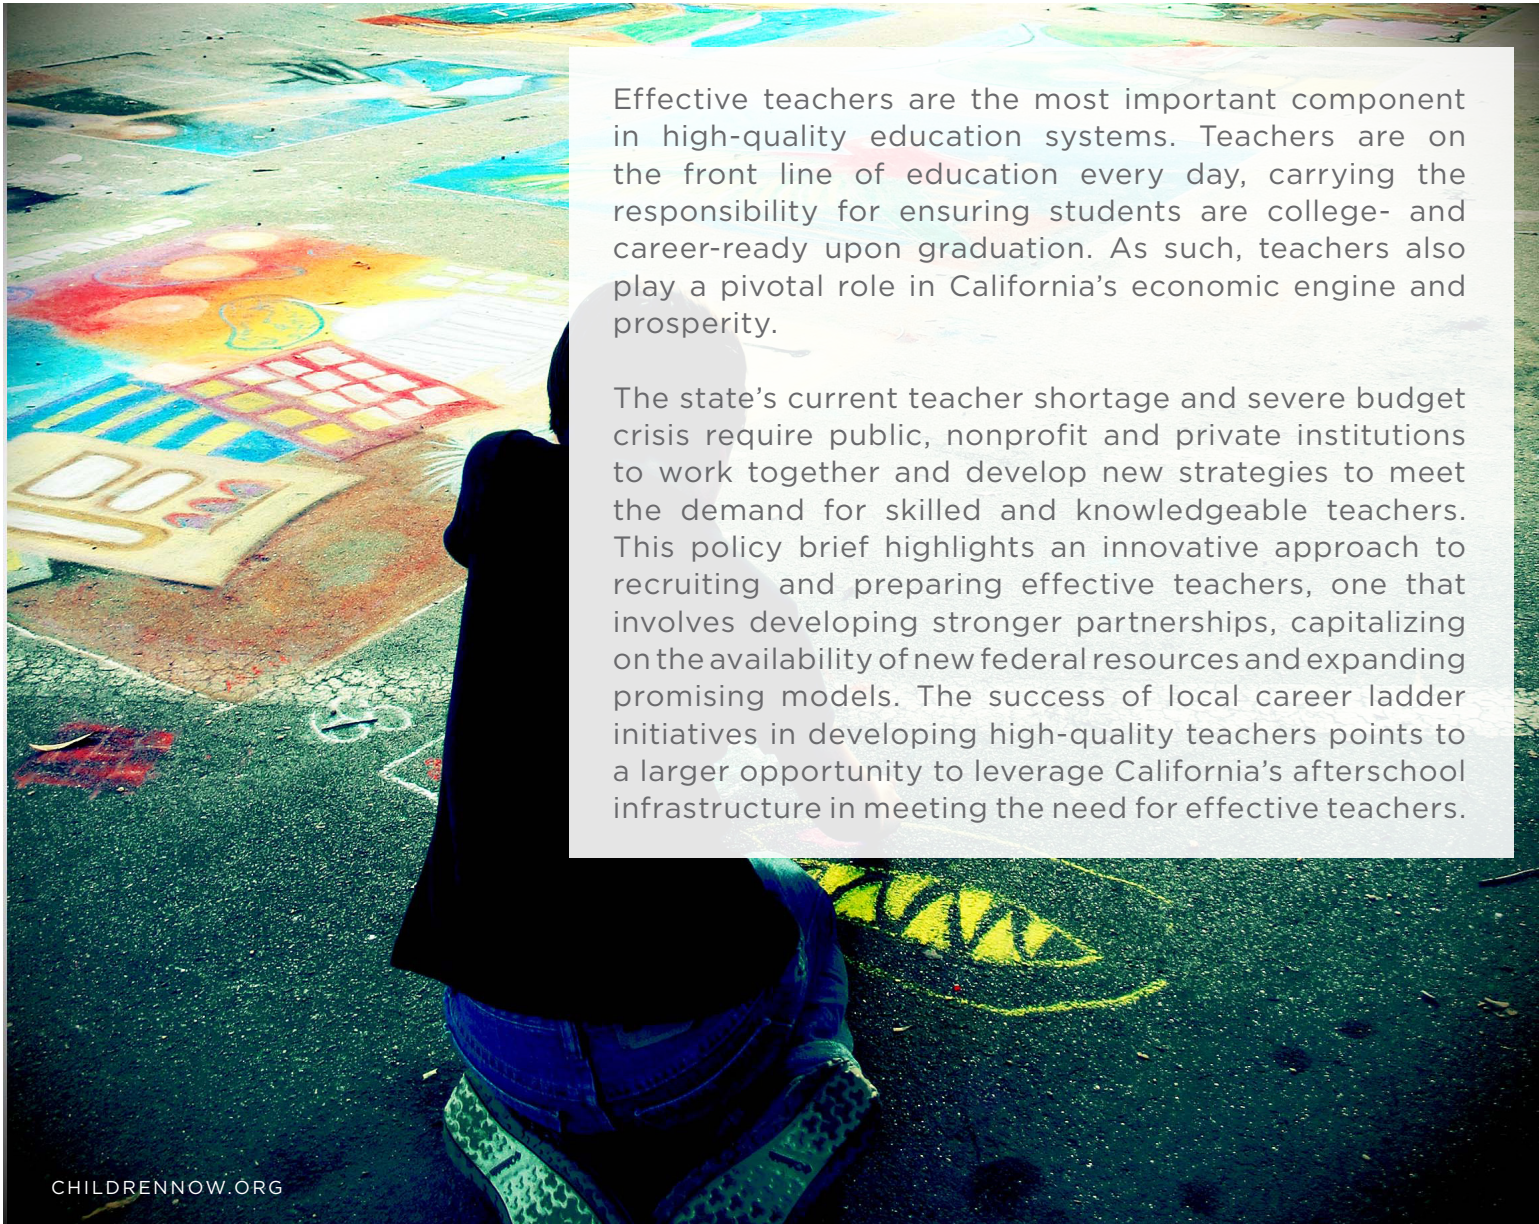 Effective teachers are the most important component
in high-quality education systems. Teachers are on
the front line of education every day, carrying the
responsibility for ensuring students are college- and
career-ready upon graduation. As such, teachers also
play a pivotal role in California’s economic engine and
prosperity.
The state’s current teacher shortage and severe budget
crisis require public, nonprofit and private institutions
to work together and develop new strategies to meet
the demand for skilled and knowledgeable teachers.
This policy brief highlights an innovative approach to
recruiting and preparing effective teachers, one that
involves developing stronger partnerships, capitalizing
on the availability of new federal resources and expanding
promising models. The success of local career ladder
initiatives in developing high-quality teachers points to
a larger opportunity to leverage California’s afterschool
infrastructure in meeting the need for effective teachers.
CHILDRENNOW.ORG